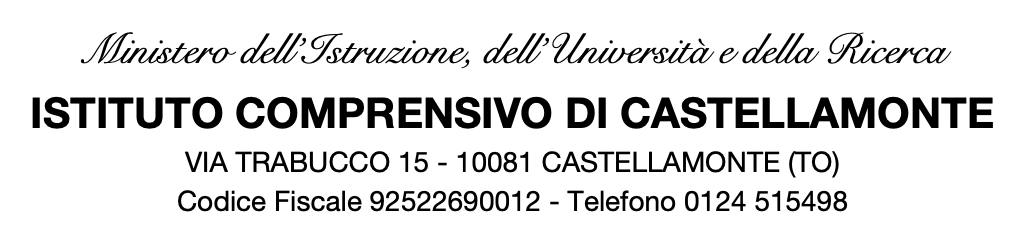 Ministero dell'Istruzione, dell'Università e della Ricerca
ISTITUTO COMPRENSIVO DI CASTELLAMONTE
VIA TRABUCCO 15 - 10081 CASTELLAMONTE (TO)
Codice Fiscale 92522690012 - Telefono 0124 515498